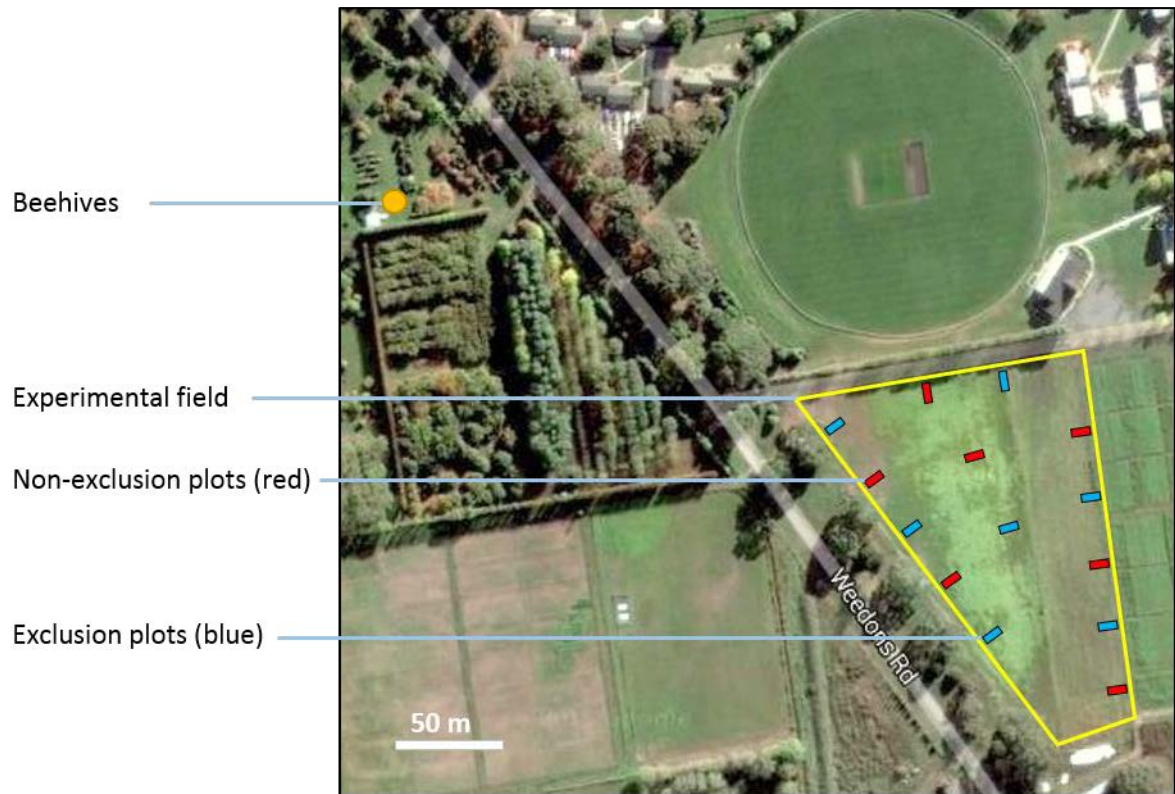 Beehives
Experimental field
Non-exclusion plots (red)
Exclusion plots (blue)
Weedons Rd
50 m